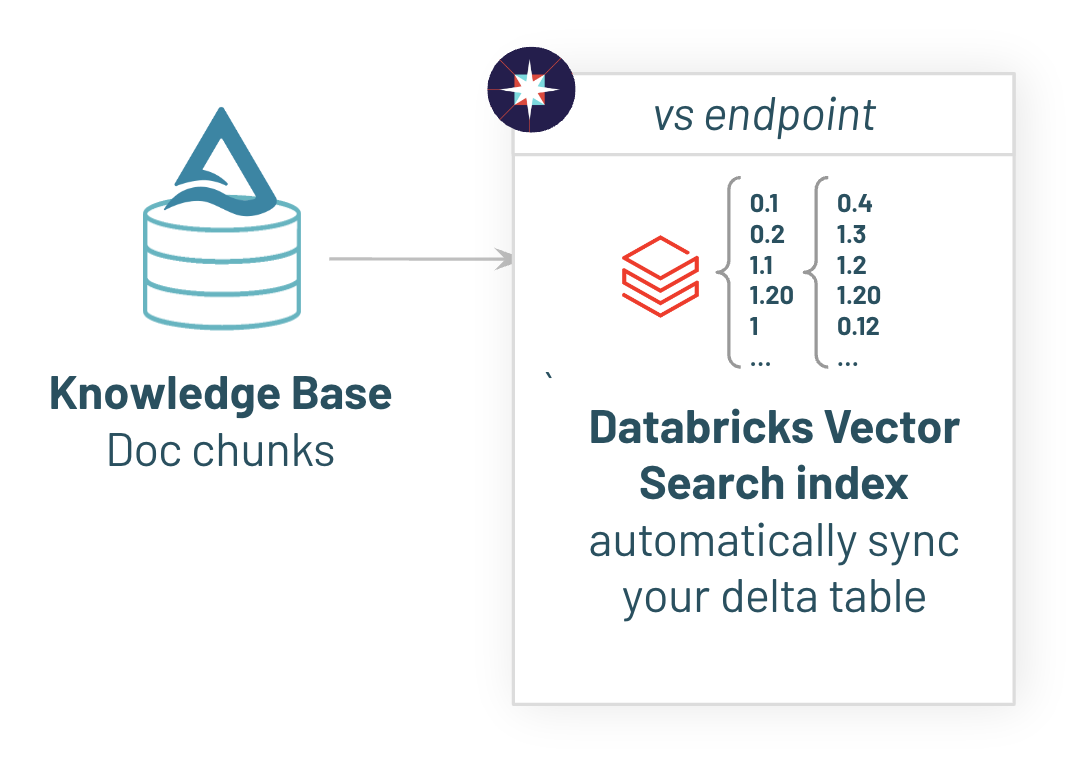 vs endpoint
0.1
0.2
1.1
1.20
1
...
0.4
1.3
1.2
1.20
0.12
...
`
Knowledge Base
Doc chunks
Databricks Vector
Search index
automatically sync
your delta table